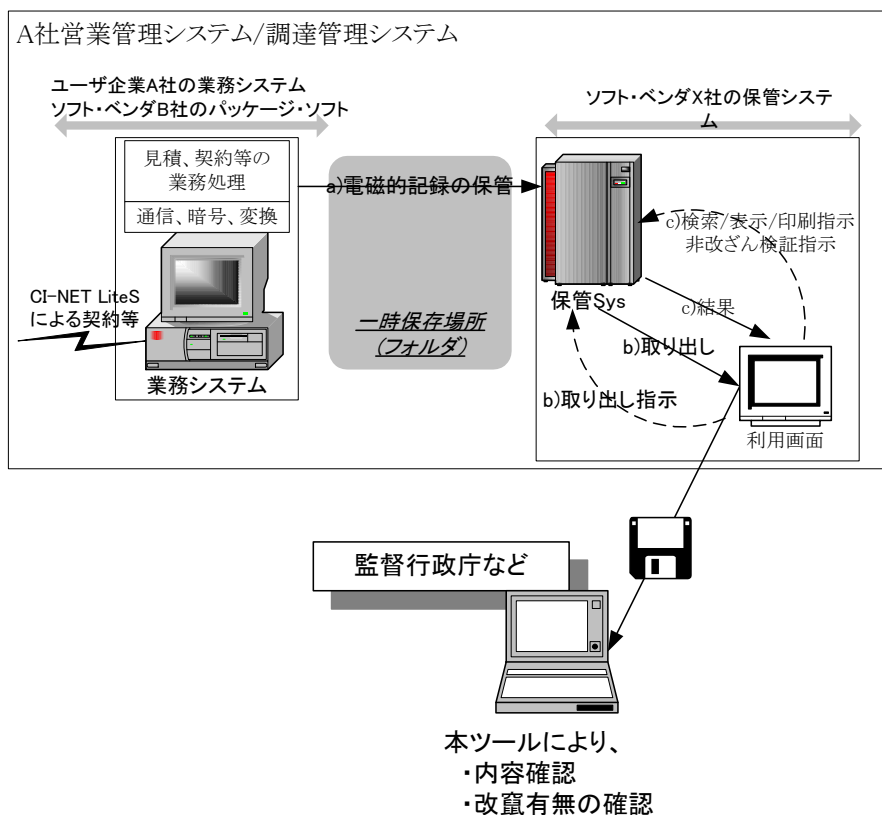 A社営業管理システム/調達管理システム
ユーザ企業A社の業務システム
ソフト・ベンダB社のパッケージ・ソフト
ソフト・ベンダX社の保管システ
ム
見積、契約等の
業務処理
通信、暗号、変換
a)電磁的記録の保管
c)検索/表示/印刷指示
非改ざん検証指示
CI-NET LiteS
による契約等
保管Sys
c)結果
一時保存場所
(フォルダ)
b)取り出し
業務システム
b)取り出し指示
利用画面
監督行政庁など
本ツールにより、
・内容確認
・改竄有無の確認